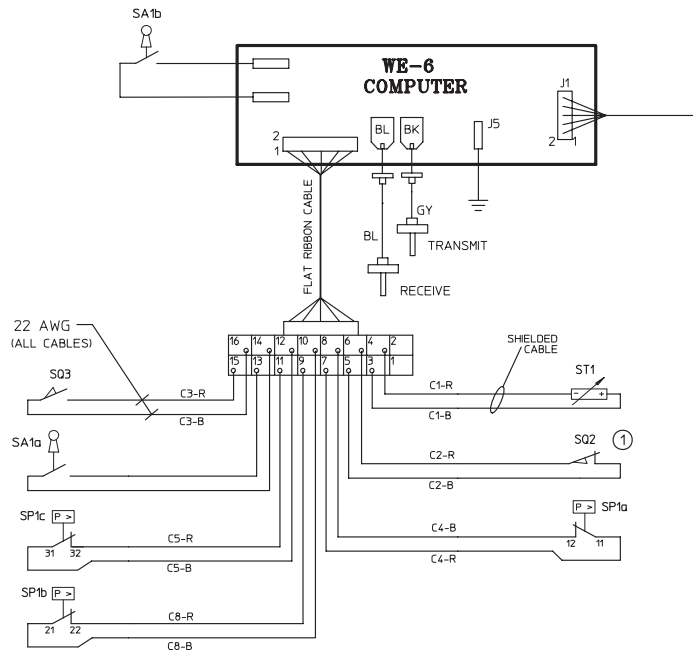 SA1b
WE-6
COMPUTER
J1
2
1
BL
BK
J5
2 1
FLAT RIBBON CABLE
GY
BL
TRANSMIT
RECEIVE
22 AWG
(ALL CABLES)
16 14 12 10 8 6 4 2
15 13 11 9 7 5 3 1
SHIELDED
CABLE
SQ3
C3-R
C3-B
C1-R
C1-B
ST1
- +
SA1a
C2-R
C2-B
SQ2
1
SP1c
P >
31 32
C5-R
C5-B
C4-B
C4-R
P >
SP1a
12 11
SP1b
P >
21 22
C8-R
C8-B